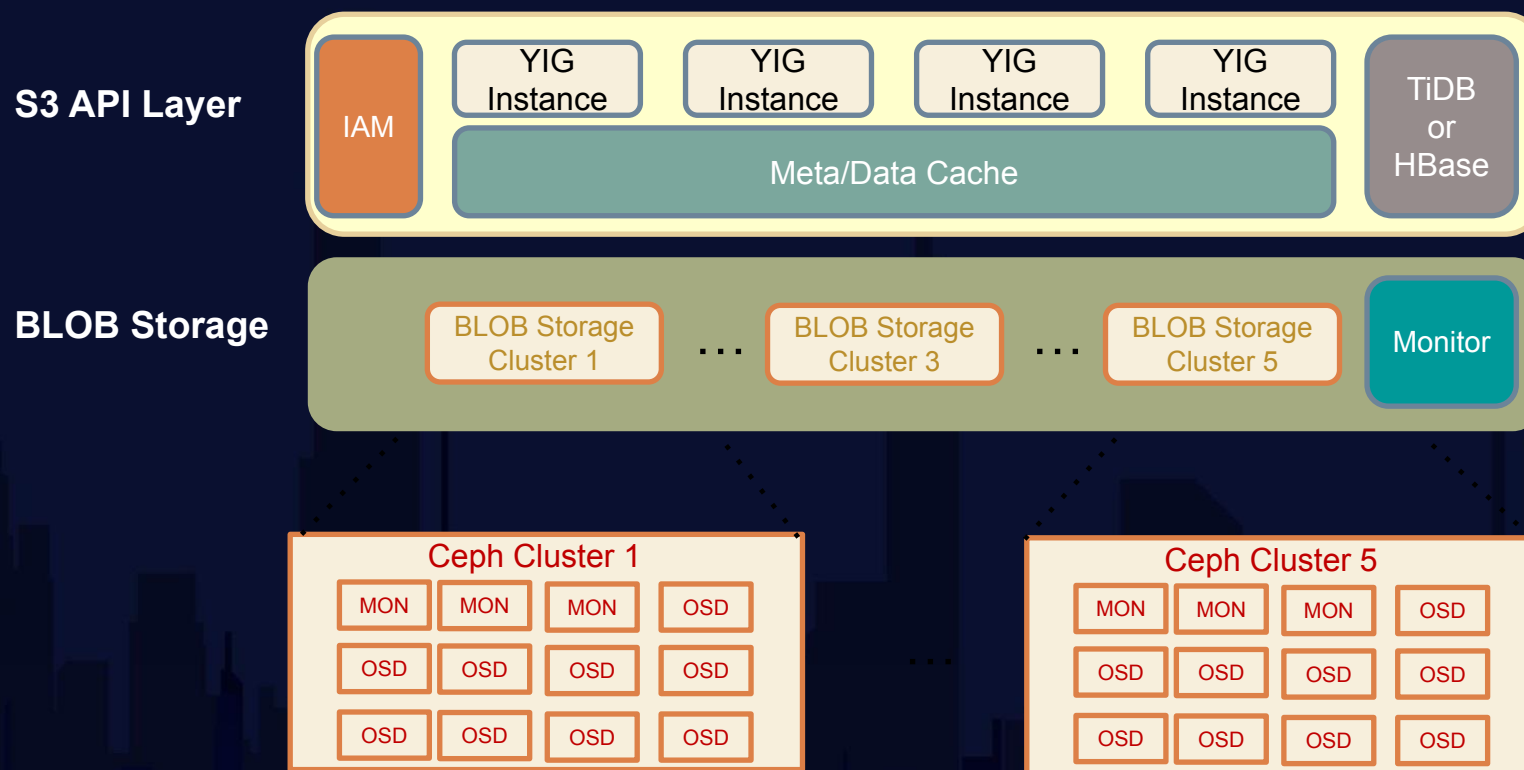 S3 API Layer
IAM
YIG
Instance
YIG
Instance
YIG
Instance
YIG
Instance
Meta/Data Cache
TiDB
or
HBase
BLOB Storage
BLOB Storage
Cluster 1
...
BLOB Storage
Cluster 3
...
BLOB Storage
Cluster 5
Monitor
Ceph Cluster 1
MON MON MON OSD
OSD OSD OSD OSD
OSD OSD OSD OSD
...
Ceph Cluster 5
MON MON MON OSD
OSD OSD OSD OSD
OSD OSD OSD OSD